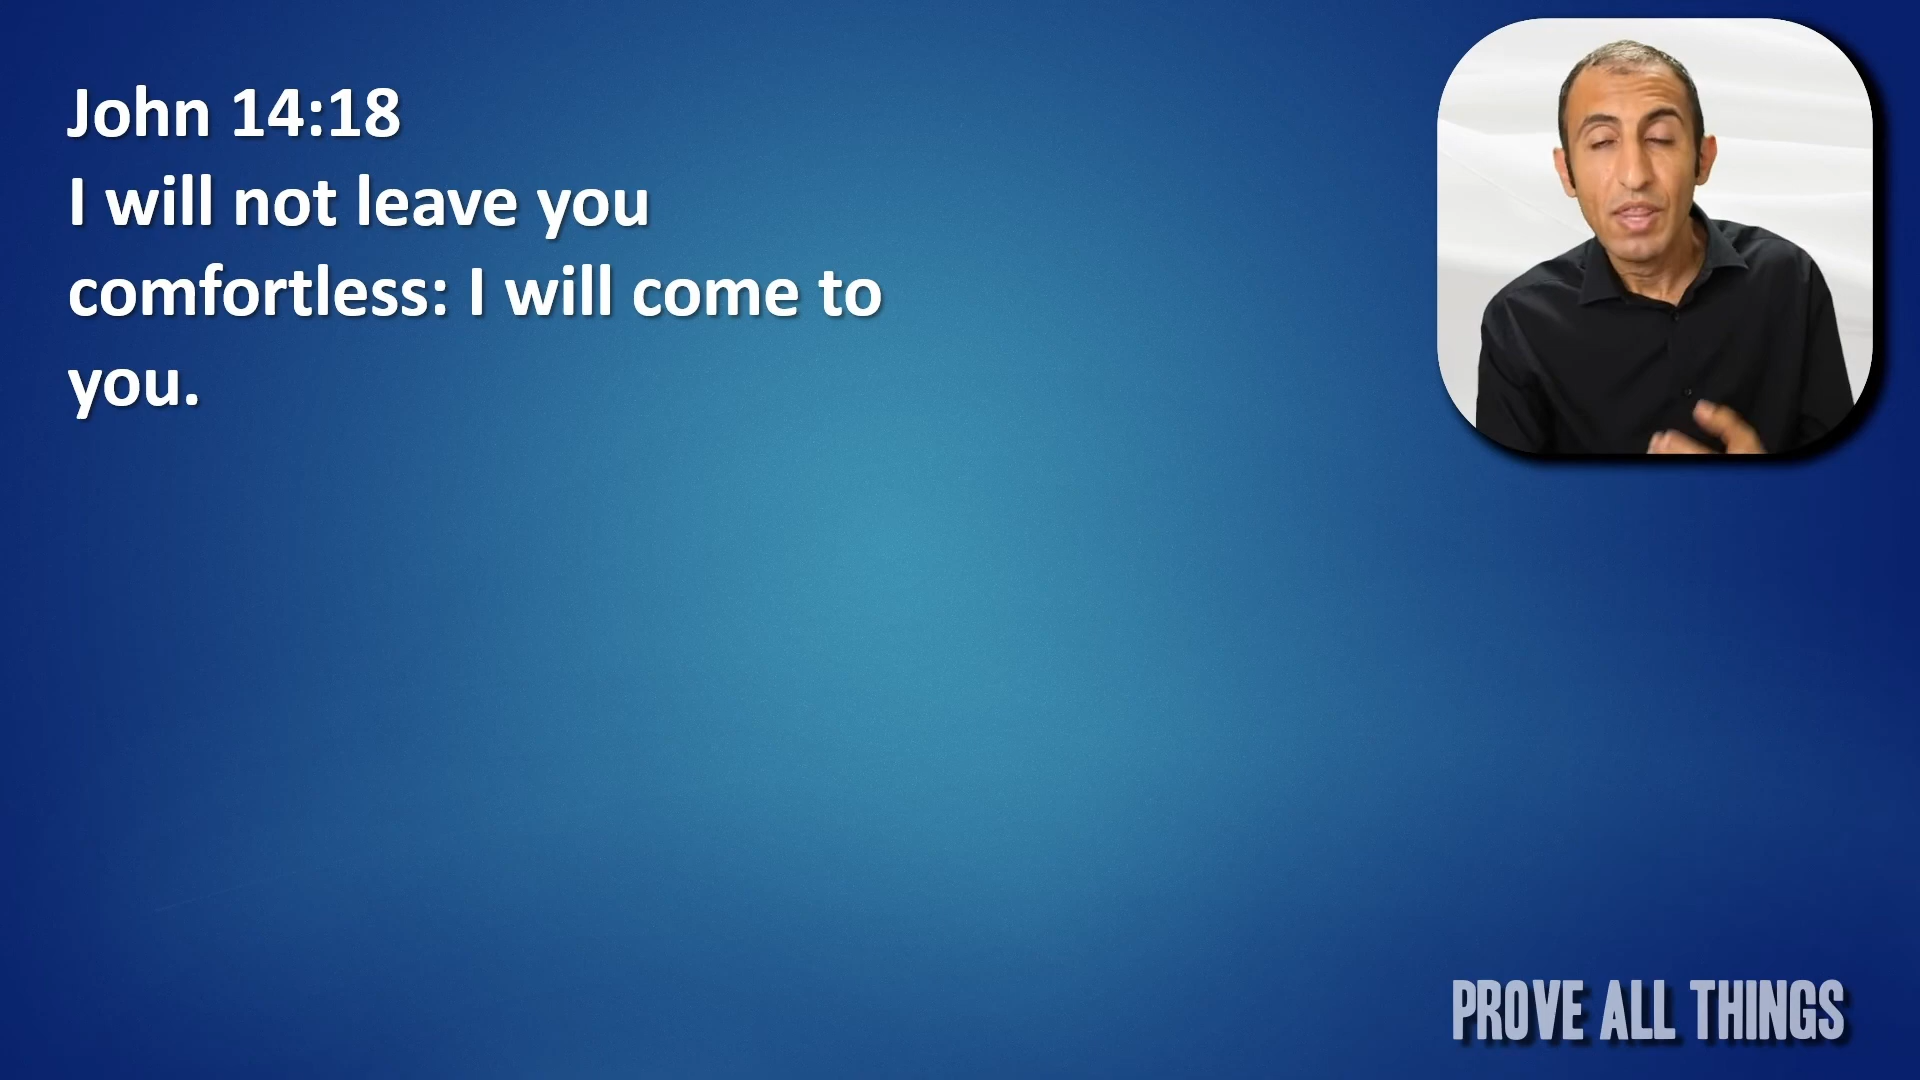 John 14:18
I will not leave you
comfortless: I will come to
you.
PROVE ALL THINGS